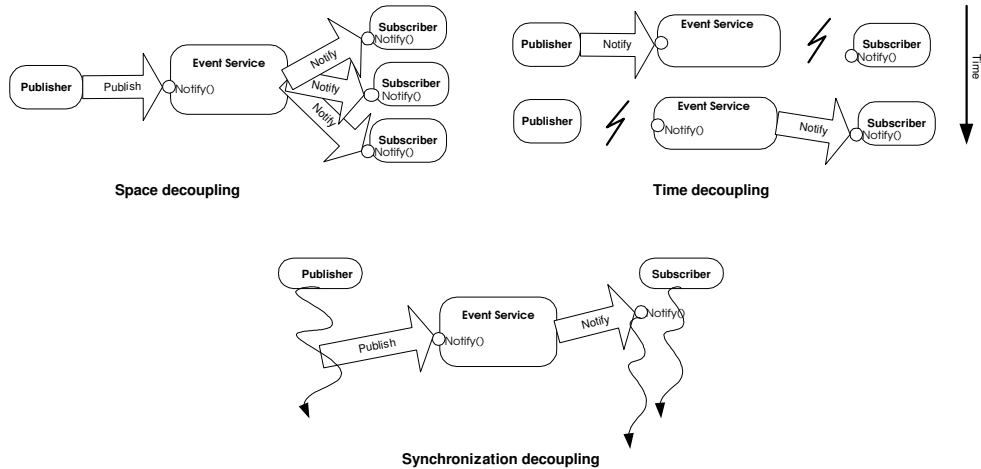 Subscriber
Notify()
Event Service
Notify
Publisher
Publish
Notify()
Notify
Subscriber
Notify()
Notify
Subscriber
Notify()
Space decoupling
Publisher
Notify
Event Service
Subscriber
Notify()
Time
Publisher
Event Service
Notify()
Notify
Subscriber
Notify()
Time decoupling
Publisher
Subscriber
Event Service
Notify()
Publish
Notify()
Notify
Synchronization decoupling